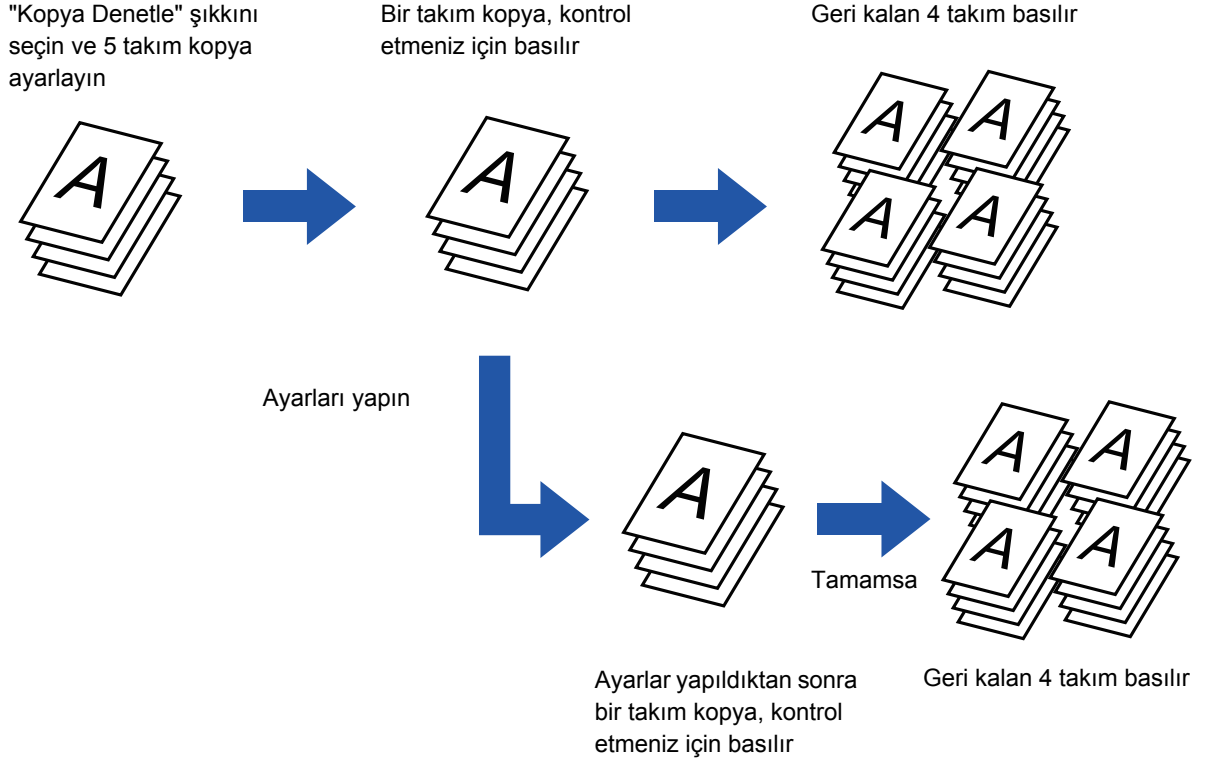 "Kopya Denetle" şıkkını
seçin ve 5 takım kopya
ayarlayın
Bir takım kopya, kontrol
etmeniz için basılır
Geri kalan 4 takım basılır
A
A
A
A
A
A
Ayarları yapın
A
A
A
A
A
Tamamsa
Ayarlar yapıldıktan sonra
bir takım kopya, kontrol
etmeniz için basılır
Geri kalan 4 takım basılır